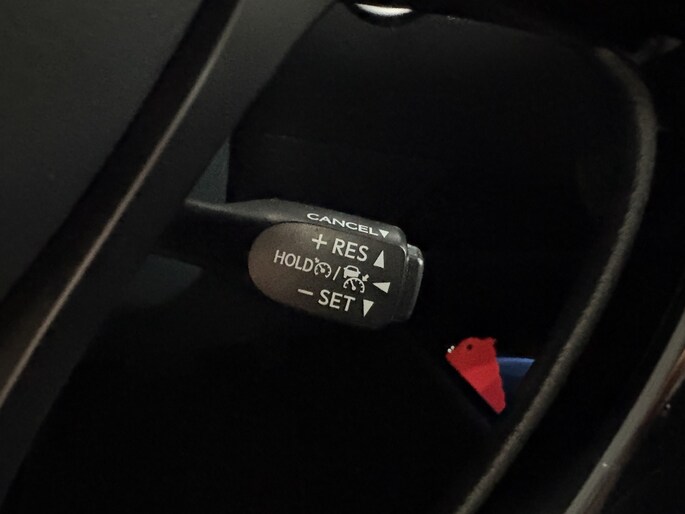 CANCEL▼
+ RES ▲
HOLD / ◀
− SET ▼